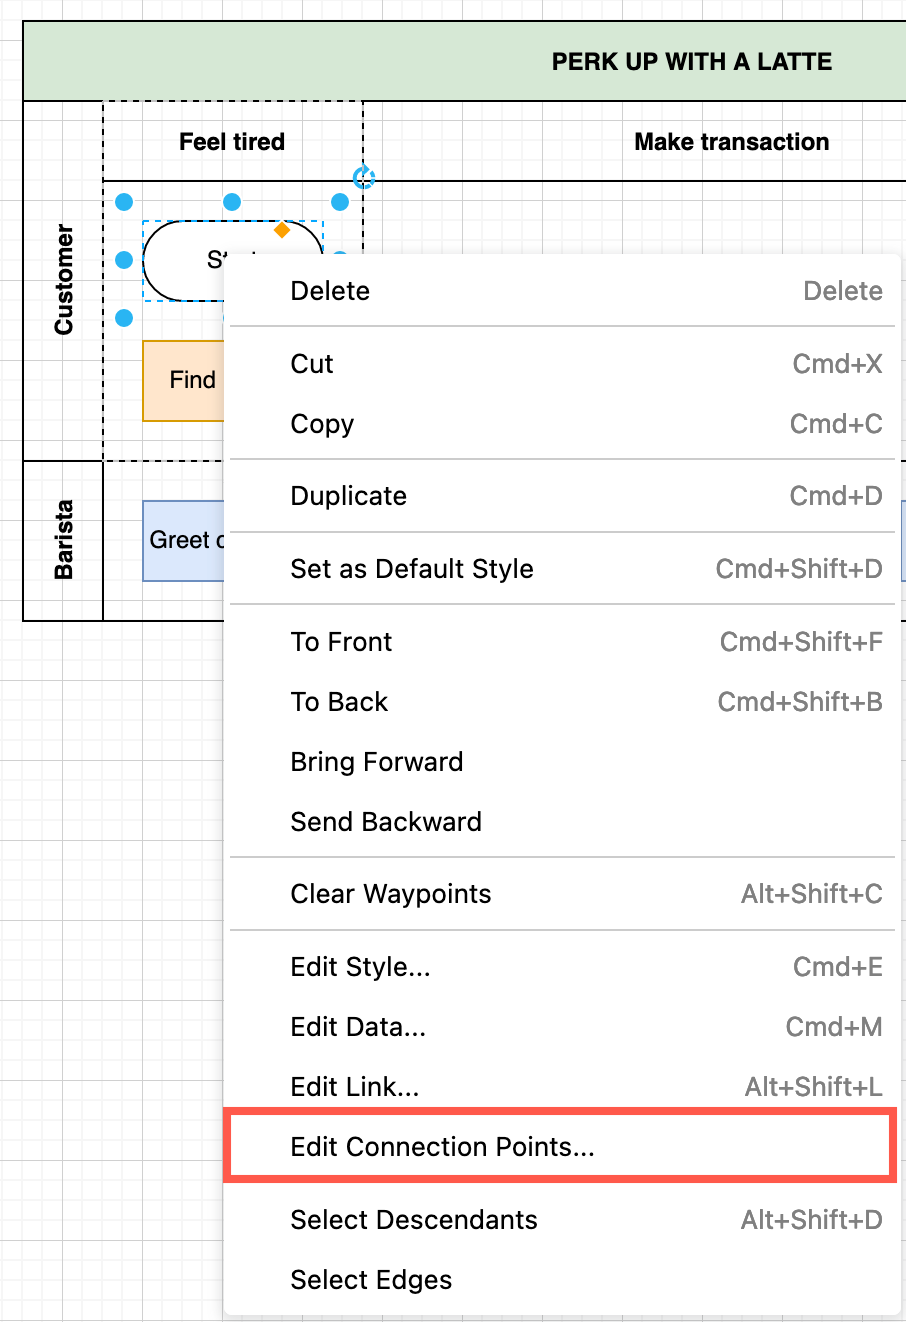 PERK UP WITH A LATTE
Feel tired
Make transaction
Customer
Find
Barista
Greet
Delete Delete
Cut Cmd+X
Copy Cmd+C
Duplicate Cmd+D
Set as Default Style Cmd+Shift+D
To Front Cmd+Shift+F
To Back Cmd+Shift+B
Bring Forward
Send Backward
Clear Waypoints Alt+Shift+C
Edit Style... Cmd+E
Edit Data... Cmd+M
Edit Link... Alt+Shift+L
Edit Connection Points...
Select Descendants Alt+Shift+D
Select Edges